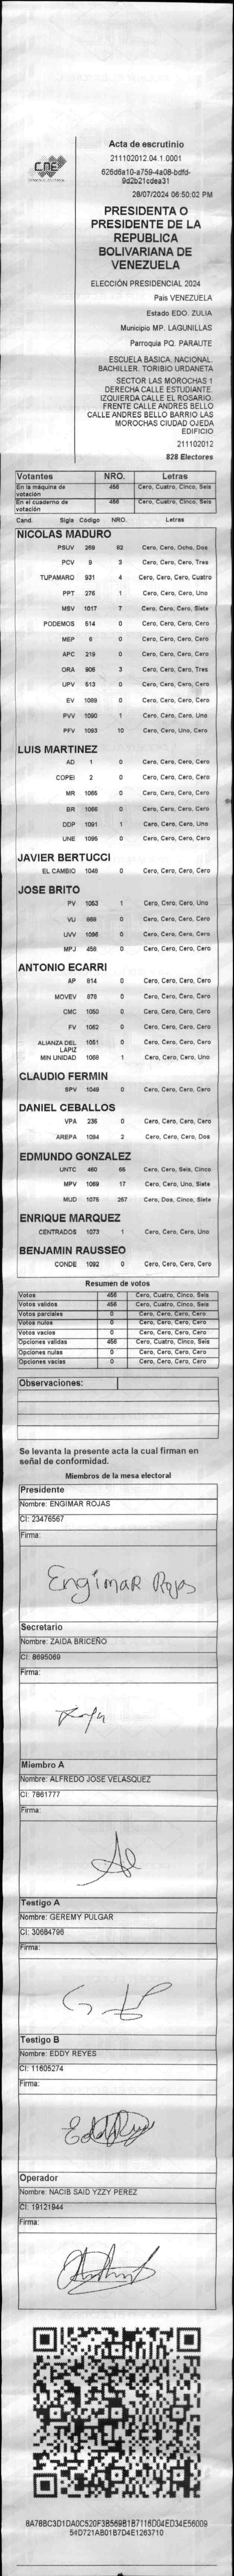 CNE
Acta de escrutinio
211102012.04.1.0001
626d6a10-a759-4a08-bdfd-
9d2b21cdea31
28/07/2024 06:50:02 PM
PRESIDENTA O
PRESIDENTE DE LA
REPUBLICA
BOLIVARIANA DE
VENEZUELA
ELECCIÓN PRESIDENCIAL 2024
País VENEZUELA
Estado EDO. ZULIA
Municipio MP. LAGUNILLAS
Parroquia PQ. PARAUTE
ESCUELA BASICA. NACIONAL.
BACHILLER. TORIBIO URDANETA
SECTOR LAS MOROCHAS 1
DERECHA CALLE ESTUDIANTE.
IZQUIERDA CALLE EL ROSARIO.
FRENTE CALLE ANDRES BELLO
CALLE ANDRES BELLO BARRIO LAS
MOROCHAS CIUDAD OJEDA
EDIFICIO
211102012
828 Electores
Votantes NRO. Letras
En la máquina de votación 456 Cero, Cuatro, Cinco, Seis
En el cuaderno de votación 456 Cero, Cuatro, Cinco, Seis
Cand. Sigla Código NRO. Letras
NICOLAS MADURO
PSUV 269 82 Cero, Cero, Ocho, Dos
PCV 9 3 Cero, Cero, Cero, Tres
TUPAMARO 931 4 Cero, Cero, Cero, Cuatro
PPT 276 1 Cero, Cero, Cero, Uno
MSV 1017 7 Cero, Cero, Cero, Siete
PODEMOS 514 0 Cero, Cero, Cero, Cero
MEP 6 0 Cero, Cero, Cero, Cero
APC 219 0 Cero, Cero, Cero, Cero
ORA 906 3 Cero, Cero, Cero, Tres
UPV 513 0 Cero, Cero, Cero, Cero
EV 1089 0 Cero, Cero, Cero, Cero
PVV 1090 1 Cero, Cero, Cero, Uno
PFV 1093 10 Cero, Cero, Uno, Cero
LUIS MARTINEZ
AD 1 0 Cero, Cero, Cero, Cero
COPEI 2 0 Cero, Cero, Cero, Cero
MR 1065 0 Cero, Cero, Cero, Cero
BR 1066 0 Cero, Cero, Cero, Cero
DDP 1091 1 Cero, Cero, Cero, Uno
UNE 1095 0 Cero, Cero, Cero, Cero
JAVIER BERTUCCI
EL CAMBIO 1048 0 Cero, Cero, Cero, Cero
JOSE BRITO
PV 1053 1 Cero, Cero, Cero, Uno
VU 868 0 Cero, Cero, Cero, Cero
UVV 1096 0 Cero, Cero, Cero, Cero
MPJ 458 0 Cero, Cero, Cero, Cero
ANTONIO ECARRI
AP 814 0 Cero, Cero, Cero, Cero
MOVEV 878 0 Cero, Cero, Cero, Cero
CMC 1050 0 Cero, Cero, Cero, Cero
FV 1062 0 Cero, Cero, Cero, Cero
ALIANZA DEL LAPIZ 1051 0 Cero, Cero, Cero, Cero
MIN UNIDAD 1068 1 Cero, Cero, Cero, Uno
CLAUDIO FERMIN
SPV 1049 0 Cero, Cero, Cero, Cero
DANIEL CEBALLOS
VPA 235 0 Cero, Cero, Cero, Cero
AREPA 1094 2 Cero, Cero, Cero, Dos
EDMUNDO GONZALEZ
UNTC 460 65 Cero, Cero, Seis, Cinco
MPV 1069 17 Cero, Cero, Uno, Siete
MUD 1075 257 Cero, Dos, Cinco, Siete
ENRIQUE MARQUEZ
CENTRADOS 1073 1 Cero, Cero, Cero, Uno
BENJAMIN RAUSSEO
CONDE 1092 0 Cero, Cero, Cero, Cero
Resumen de votos
Votos 456 Cero, Cuatro, Cinco, Seis
Votos validos 456 Cero, Cuatro, Cinco, Seis
Votos parciales 0 Cero, Cero, Cero, Cero
Votos nulos 0 Cero, Cero, Cero, Cero
Votos vacios 0 Cero, Cero, Cero, Cero
Opciones validas 456 Cero, Cuatro, Cinco, Seis
Opciones nulas 0 Cero, Cero, Cero, Cero
Opciones vacias 0 Cero, Cero, Cero, Cero
Observaciones:
Se levanta la presente acta la cual firman en
señal de conformidad.
Miembros de la mesa electoral
Presidente
Nombre: ENGIMAR ROJAS
CI: 23476567
Firma:
Engimar Rojas
Secretario
Nombre: ZAIDA BRICEÑO
CI: 8695069
Firma:
Miembro A
Nombre: ALFREDO JOSE VELASQUEZ
CI: 7861777
Firma:
Testigo A
Nombre: GEREMY PULGAR
CI: 30684796
Firma:
Testigo B
Nombre: EDDY REYES
CI: 11605274
Firma:
Operador
Nombre: NACIB SAID YZZY PEREZ
CI: 19121944
Firma:
8A78BC3D1DA0C520F3B569B1B7116D04ED34E56009
54D721AB01B7D4E1263710